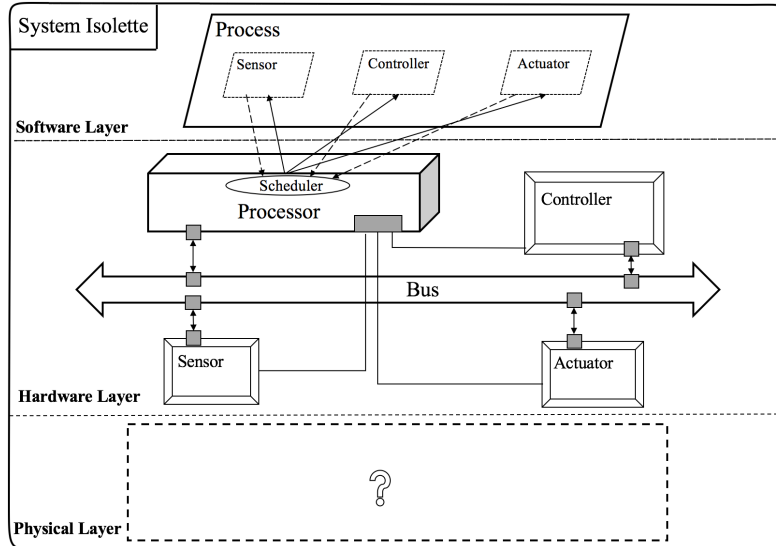 System Isolette
Process
Sensor
Controller
Actuator
Software Layer
Scheduler
Processor
Controller
Bus
Sensor
Actuator
Hardware Layer
?
Physical Layer